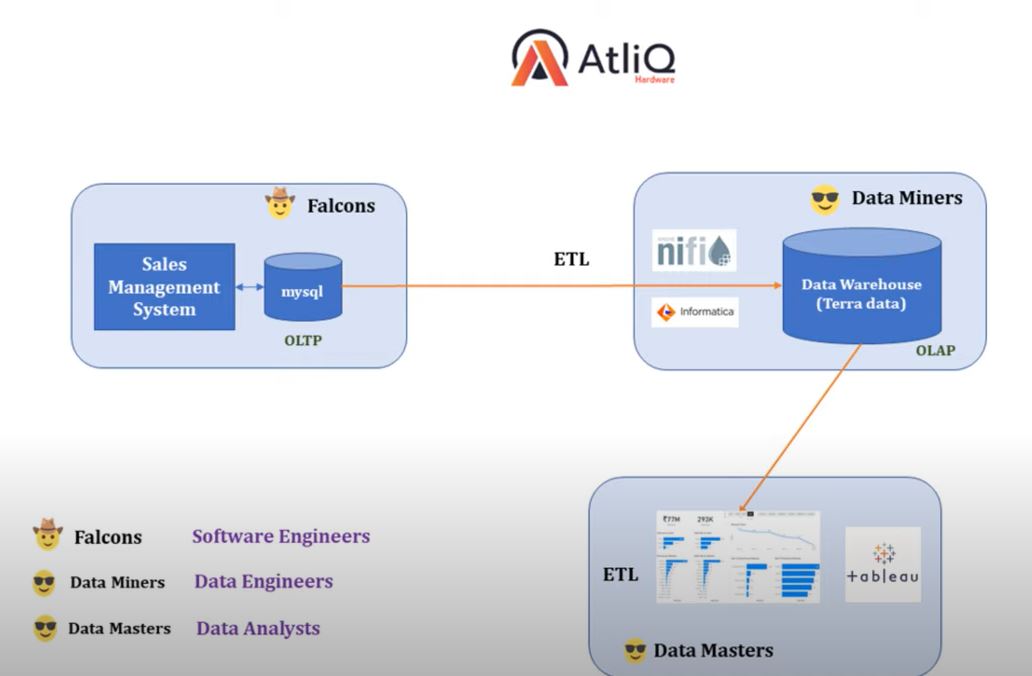 AtliQ
Hardware
Falcons
Sales
Management
System
mysql
OLTP
ETL
Data Miners
nifi
Informatica
Data Warehouse
(Terra data)
OLAP
Falcons Software Engineers
Data Miners Data Engineers
Data Masters Data Analysts
ETL
₹77M 293K
+ableau
Data Masters